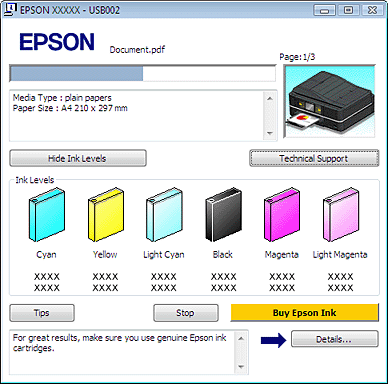 EPSON XXXXX - USB002
EPSON
Document.pdf
Page:1/3
Media Type : plain papers
Paper Size : A4 210 x 297 mm
Hide Ink Levels
Technical Support
Ink Levels
Cyan
Yellow
Light Cyan
Black
Magenta
Light Magenta
XXXX XXXX XXXX XXXX XXXX XXXX
XXXX XXXX XXXX XXXX XXXX XXXX
Tips
Stop
Buy Epson Ink
For great results, make sure you use genuine Epson ink
cartridges.
Details...